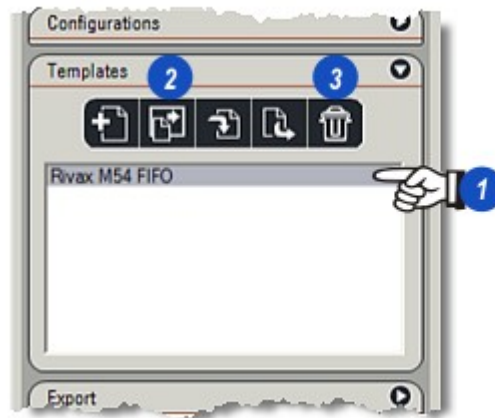 Configurations
Templates
2
3
Rivax M54 FIFO
1
Export